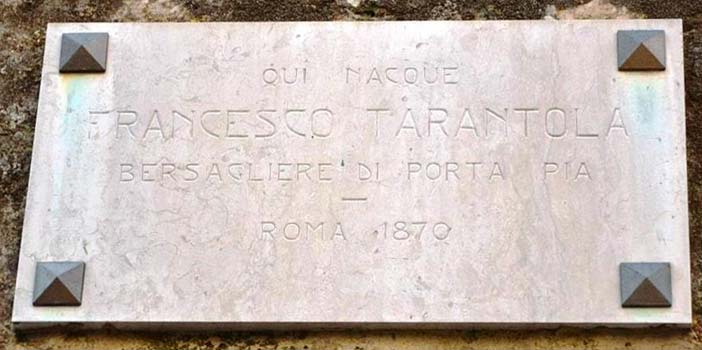 QUI NACQUE
FRANCESCO TARANTOLA
BERSAGLIERE DI PORTA PIA
—
ROMA 1870